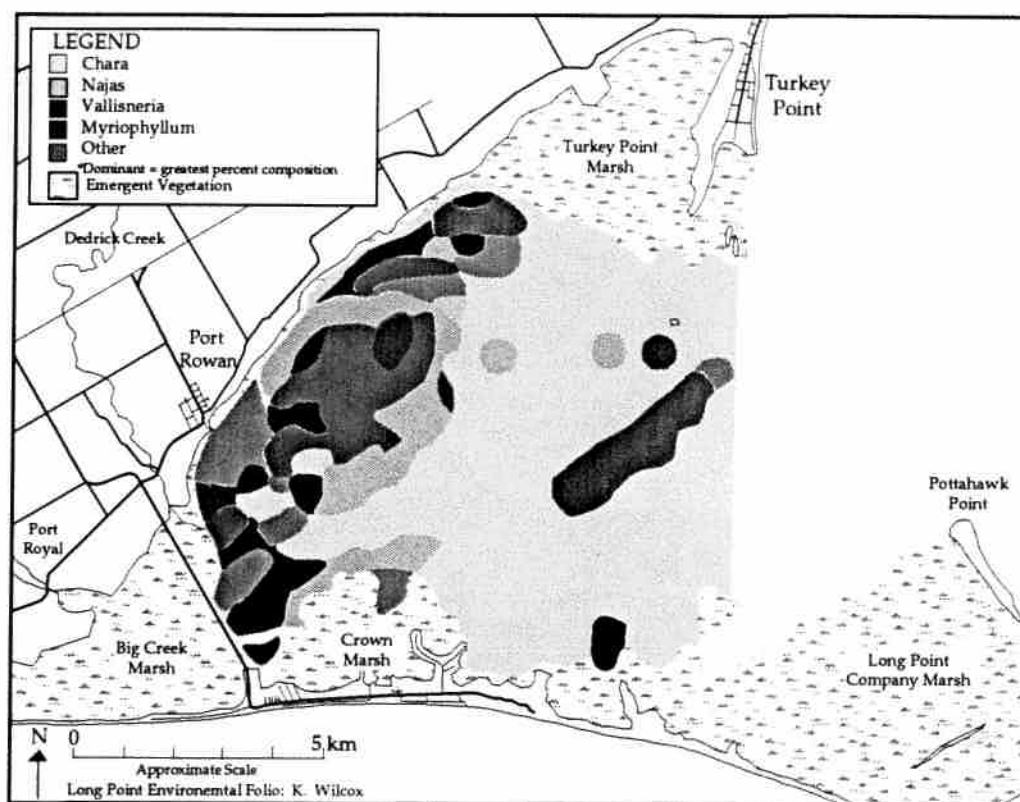 LEGEND
Chara
Najas
Vallisneria
Myriophyllum
Other
*Dominant = greatest percent composition
Emergent Vegetation
Turkey
Point
Turkey Point
Marsh
Dedrick Creek
Port
Rowan
Pottahawk
Point
Port
Royal
Big Creek
Marsh
Crown
Marsh
Long Point
Company Marsh
N
0
5 km
Approximate Scale
Long Point Environemtal Folio: K. Wilcox